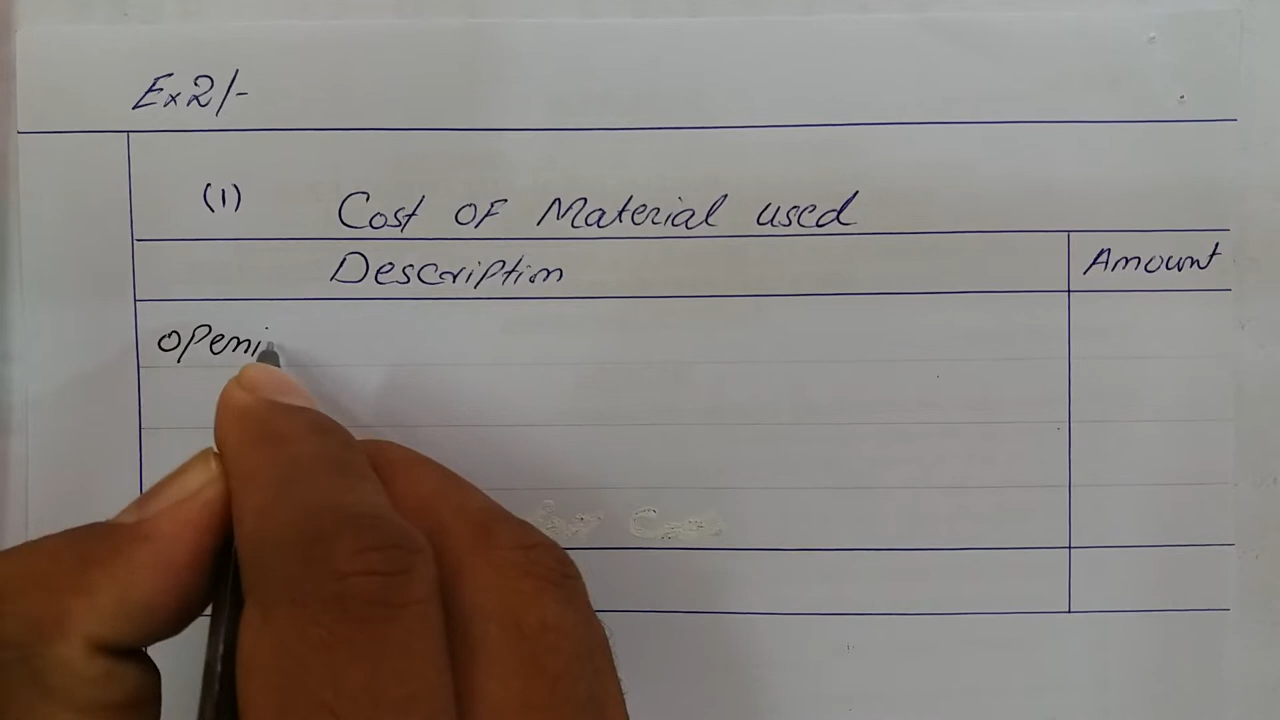 Ex2/-
(1) Cost OF Material used
Description Amount
openi